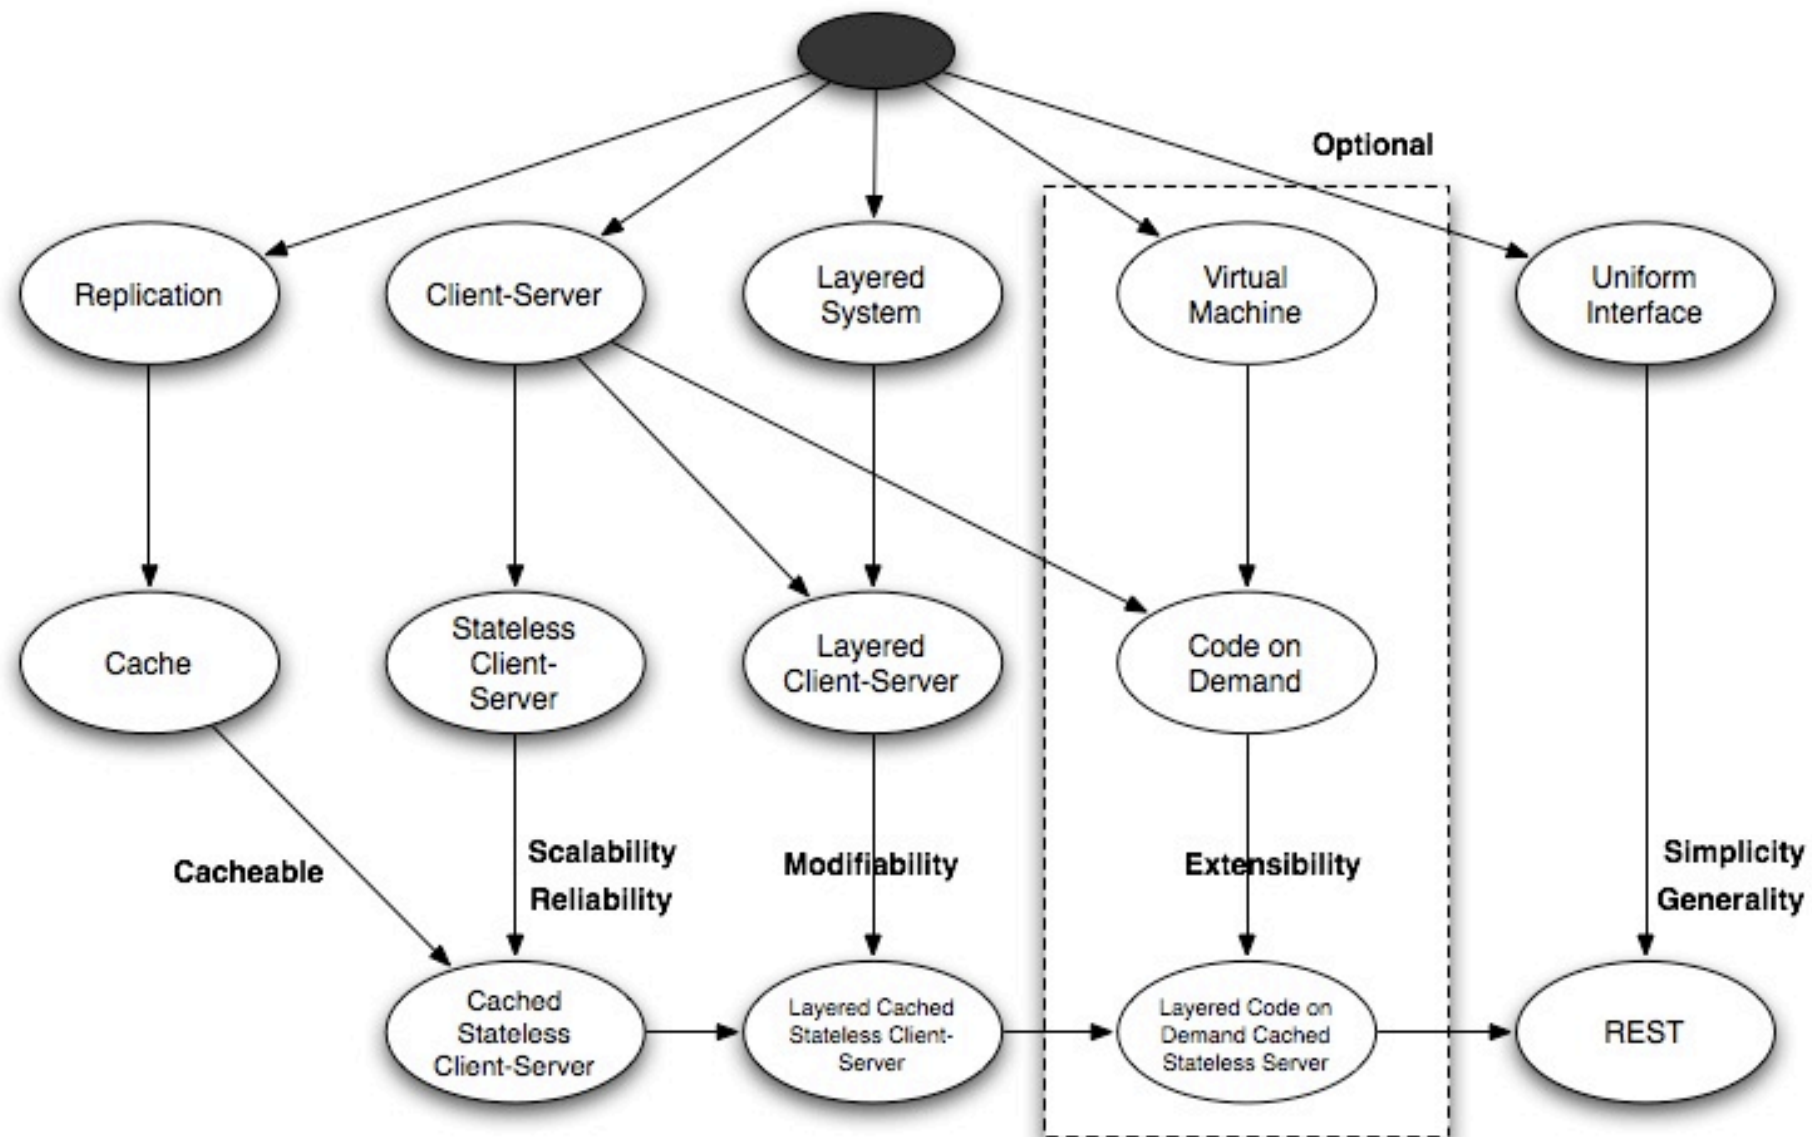 Optional
Replication
Client-Server
Layered
System
Virtual
Machine
Uniform
Interface
Cache
Stateless
Client-
Server
Layered
Client-Server
Code on
Demand
Cacheable
Scalability
Reliability
Modifiability
Extensibility
Simplicity
Generality
Cached
Stateless
Client-Server
Layered Cached
Stateless Client-
Server
Layered Code on
Demand Cached
Stateless Server
REST